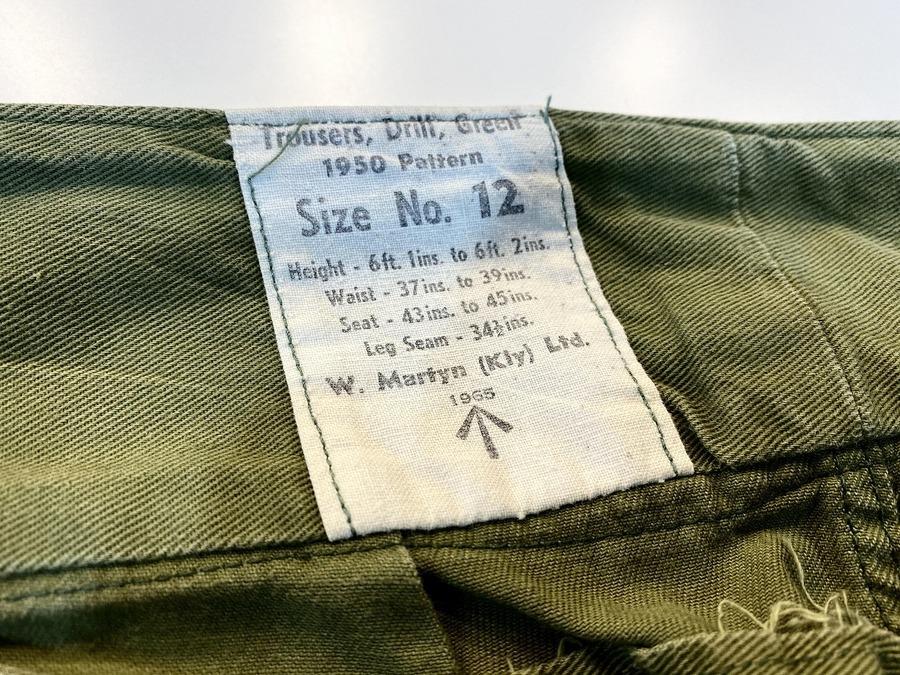 Trousers, Drill, Green
1950 Pattern
Size No. 12
Height - 6ft. 1ins. to 6ft. 2ins.
Waist - 37ins. to 39ins.
Seat - 43ins. to 45ins.
Leg Seam - 34½ins.
W. Martyn (Kly) Ltd.
1965